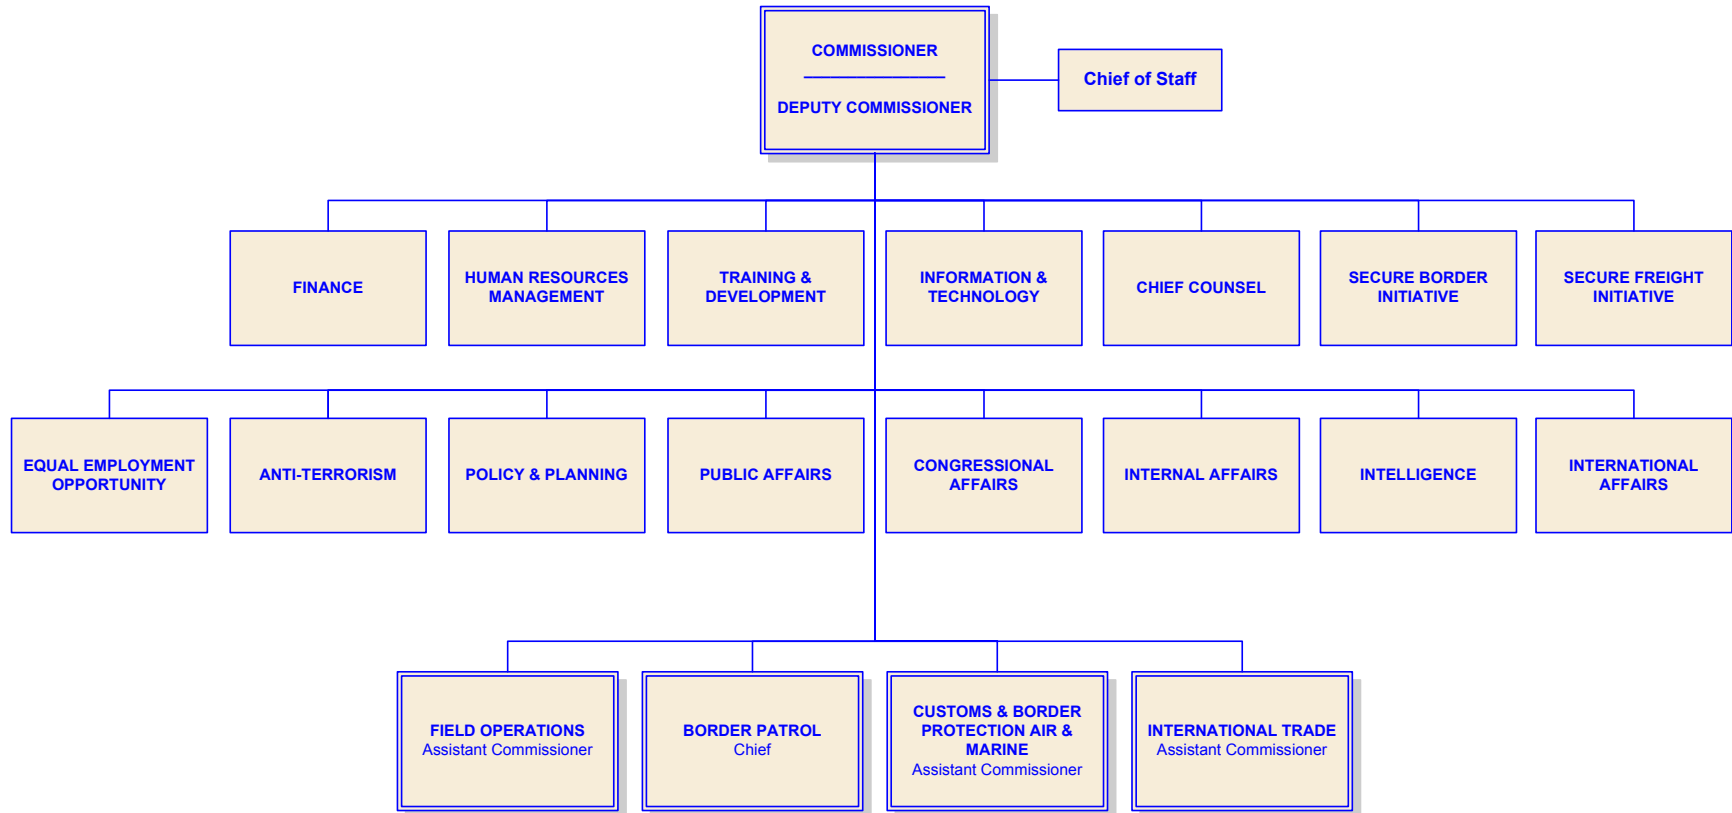 COMMISSIONER
DEPUTY COMMISSIONER
Chief of Staff
FINANCE
HUMAN RESOURCES
MANAGEMENT
TRAINING &
DEVELOPMENT
INFORMATION &
TECHNOLOGY
CHIEF COUNSEL
SECURE BORDER
INITIATIVE
SECURE FREIGHT
INITIATIVE
EQUAL EMPLOYMENT
OPPORTUNITY
ANTI-TERRORISM
POLICY & PLANNING
PUBLIC AFFAIRS
CONGRESSIONAL
AFFAIRS
INTERNAL AFFAIRS
INTELLIGENCE
INTERNATIONAL
AFFAIRS
FIELD OPERATIONS
Assistant Commissioner
BORDER PATROL
Chief
CUSTOMS & BORDER
PROTECTION AIR &
MARINE
Assistant Commissioner
INTERNATIONAL TRADE
Assistant Commissioner